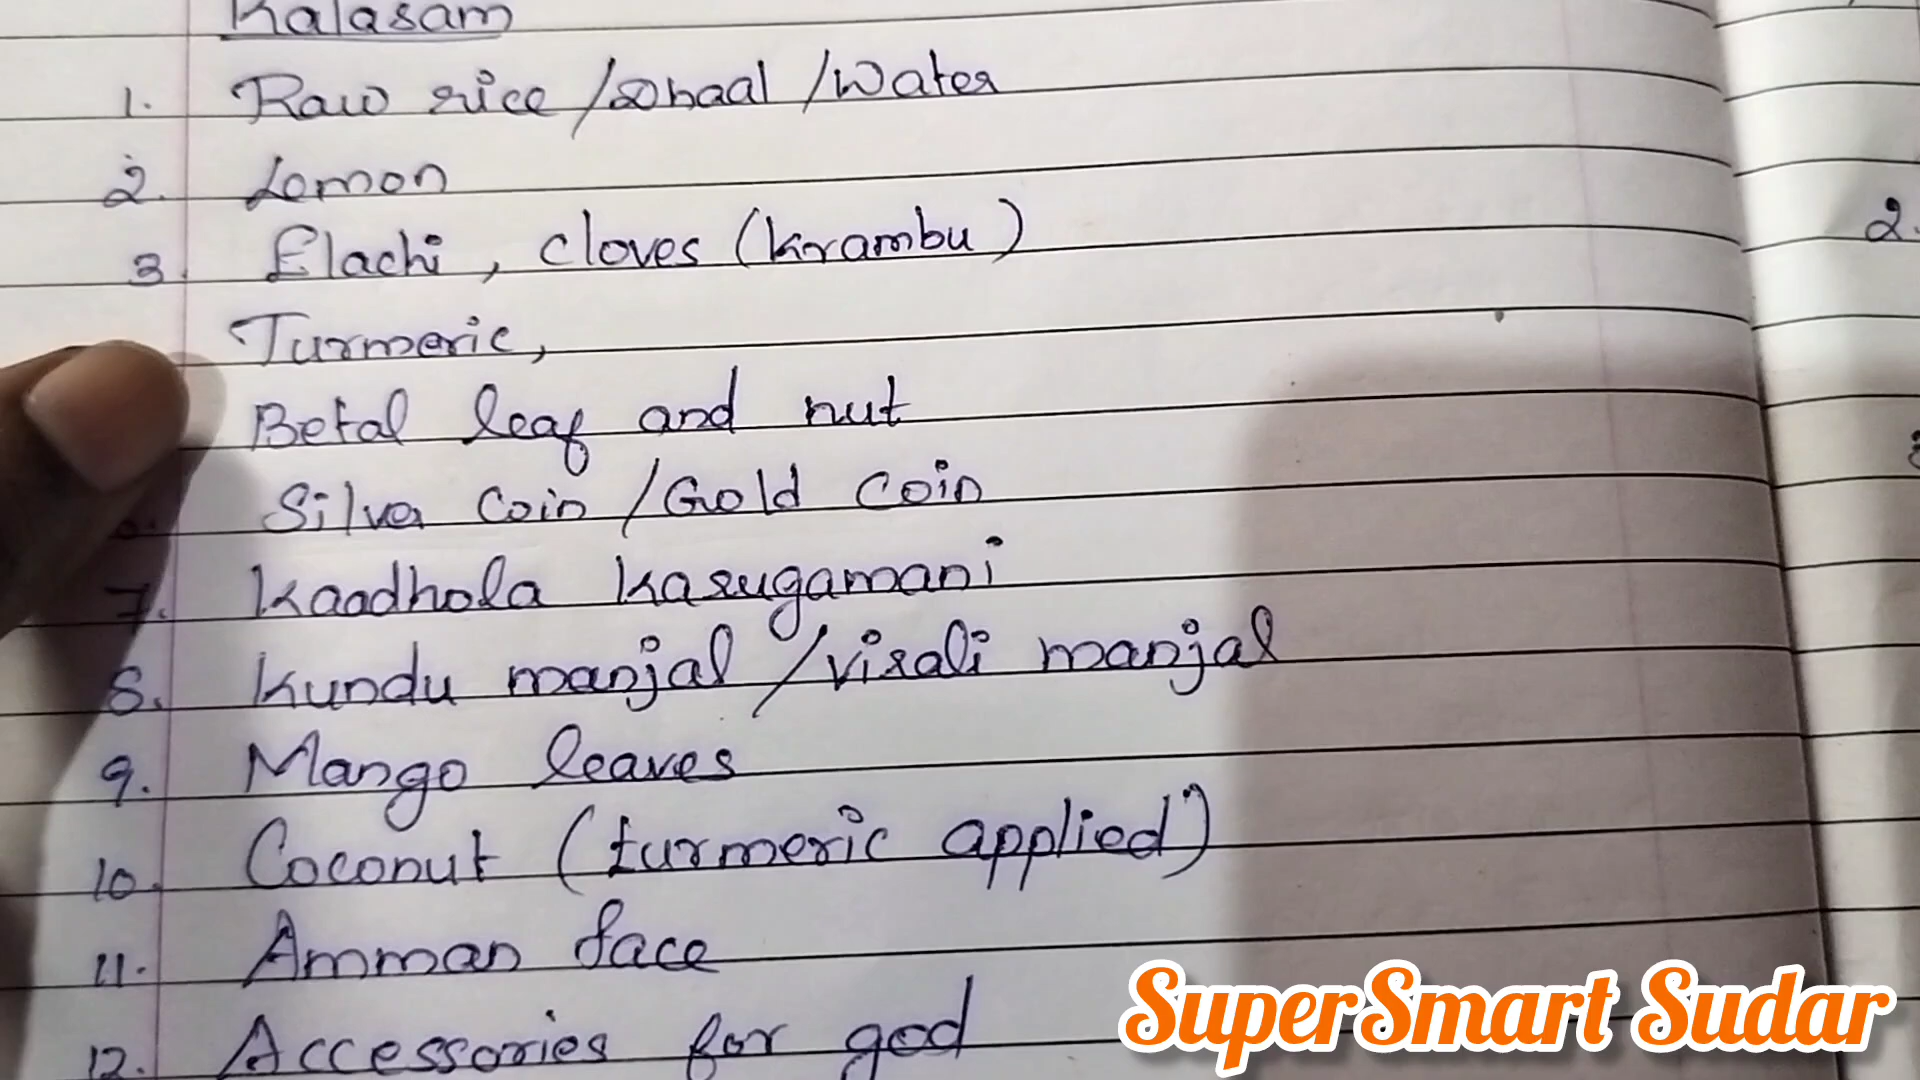 Kalasam
1. Raw rice / Dhaal / Water
2. Lemon
3. Elachi, cloves (Krambu)
Turmeric,
Betal leaf and nut
Silver Coin / Gold Coin
7. Kaadhola karugamani
8. Kundu manjal / virali manjal
9. Mango leaves
10. Coconut (turmeric applied)
11. Amman face
12. Accessories for god
2.
SuperSmart Sudar